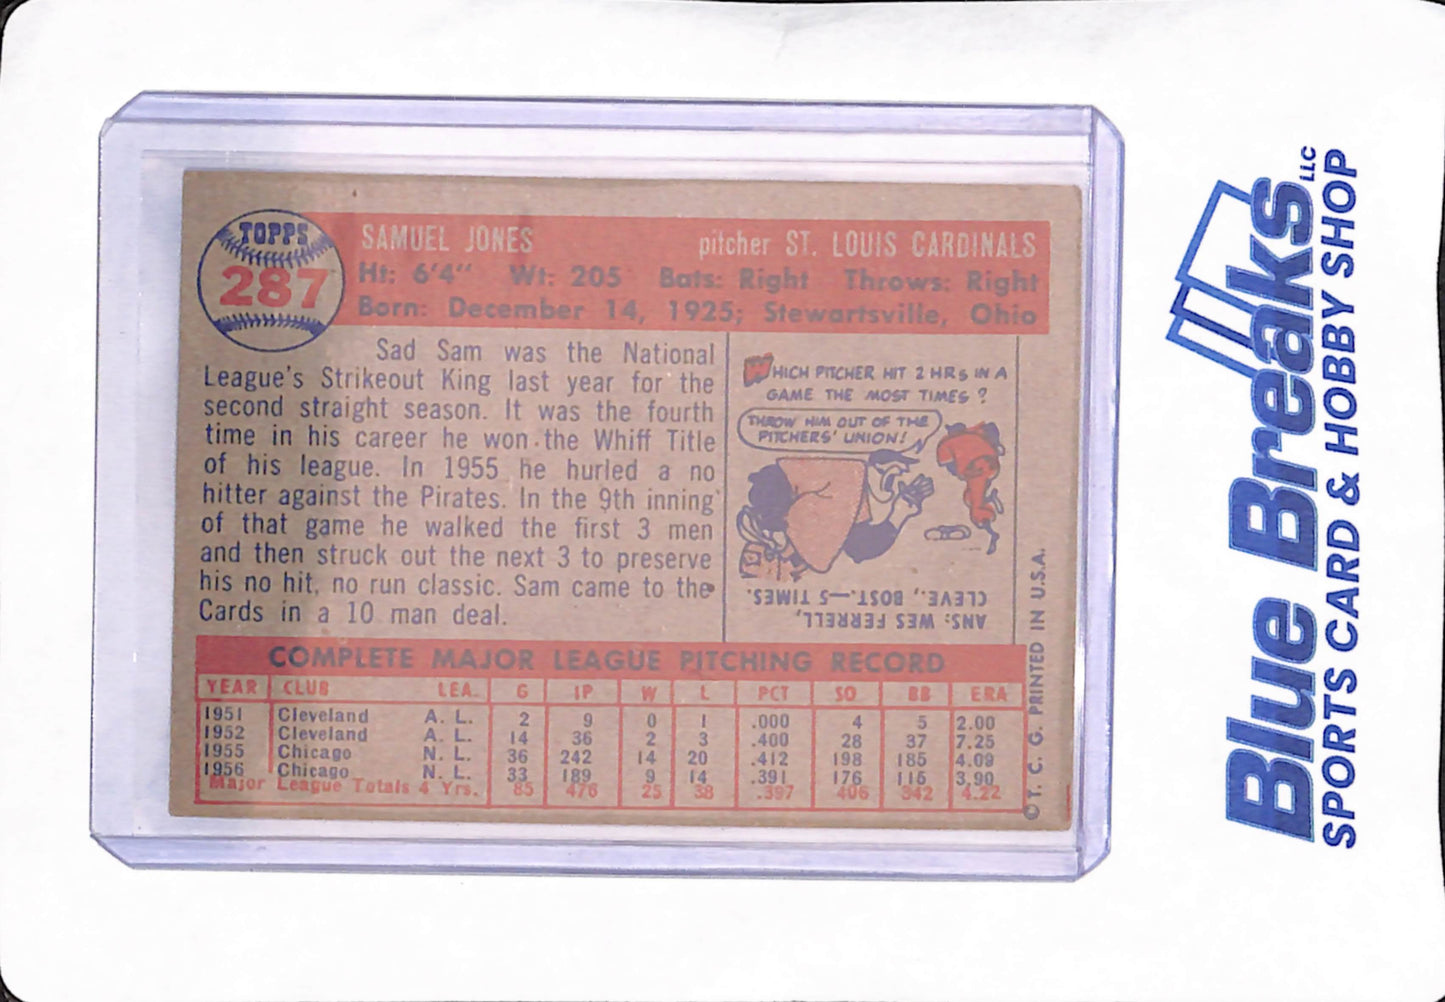 TOPPS
287
SAMUEL JONES pitcher ST. LOUIS CARDINALS
Ht: 6'4" Wt: 205 Bats: Right Throws: Right
Born: December 14, 1925; Stewartsville, Ohio
Sad Sam was the National
League's Strikeout King last year for the
second straight season. It was the fourth
time in his career he won the Whiff Title
of his league. In 1955 he hurled a no
hitter against the Pirates. In the 9th inning
of that game he walked the first 3 men
and then struck out the next 3 to preserve
his no hit, no run classic. Sam came to the
Cards in a 10 man deal.
WHICH PITCHER HIT 2 HRS IN A
GAME THE MOST TIMES?
THROW HIM OUT OF THE
PITCHERS' UNION!
ANS: WES FERRELL,
CLEVE., BOST.—5 TIMES.
COMPLETE MAJOR LEAGUE PITCHING RECORD
YEAR CLUB LEA. G IP W L PCT SO BB ERA
1951 Cleveland A. L. 2 9 0 1 .000 4 5 2.00
1952 Cleveland A. L. 14 36 2 3 .400 28 37 7.25
1955 Chicago N. L. 36 242 14 20 .412 198 185 4.09
1956 Chicago N. L. 33 189 9 14 .391 176 115 3.90
Major League Totals 4 Yrs. 85 476 25 38 .397 406 342 4.22
©T. C. G. PRINTED IN U.S.A.
Blue Breaks LLC
SPORTS CARD & HOBBY SHOP